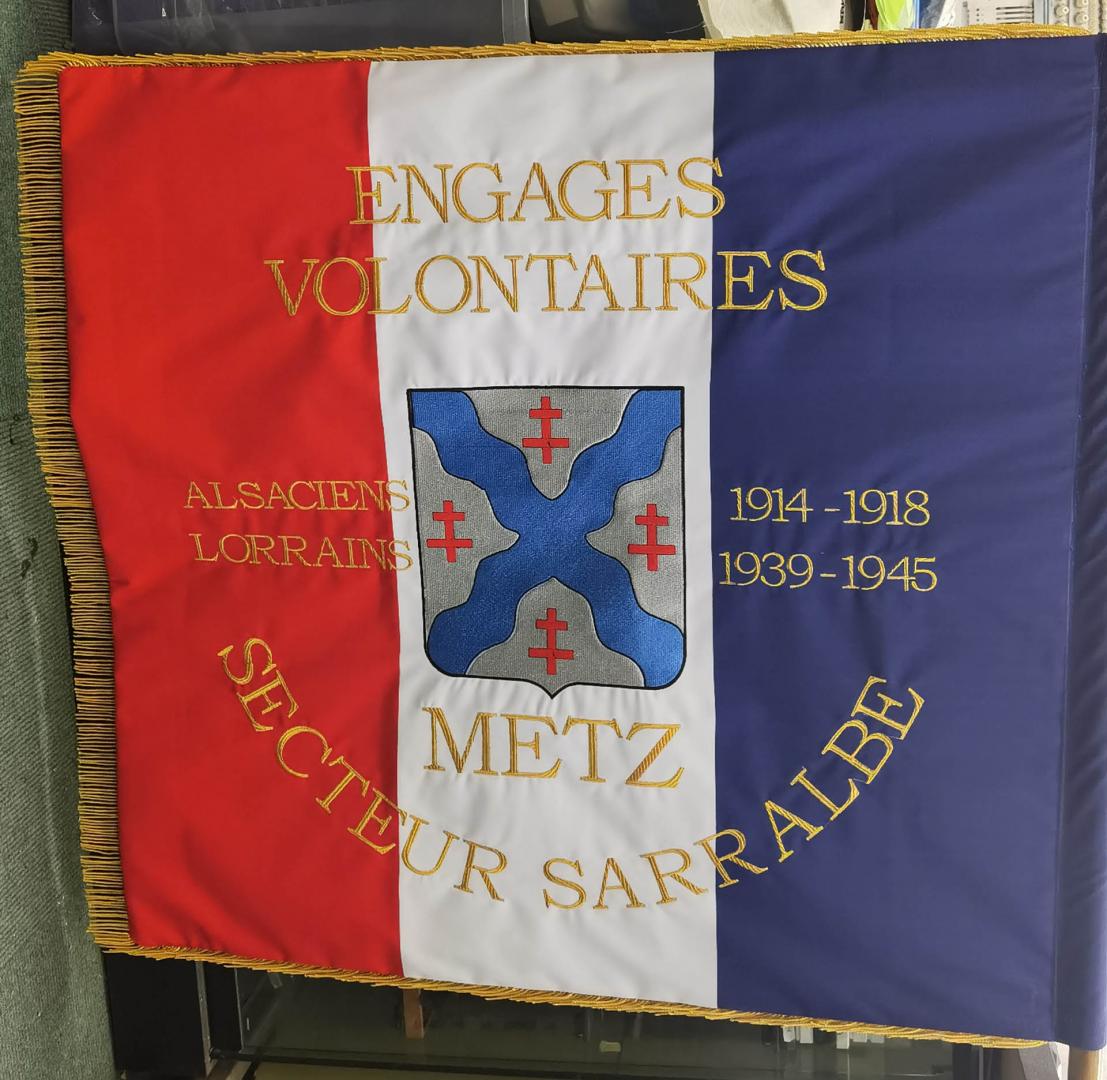 ENGAGES
VOLONTAIRES
ALSACIENS
LORRAINS
1914 - 1918
1939 - 1945
METZ
SECTEUR SARRALBE